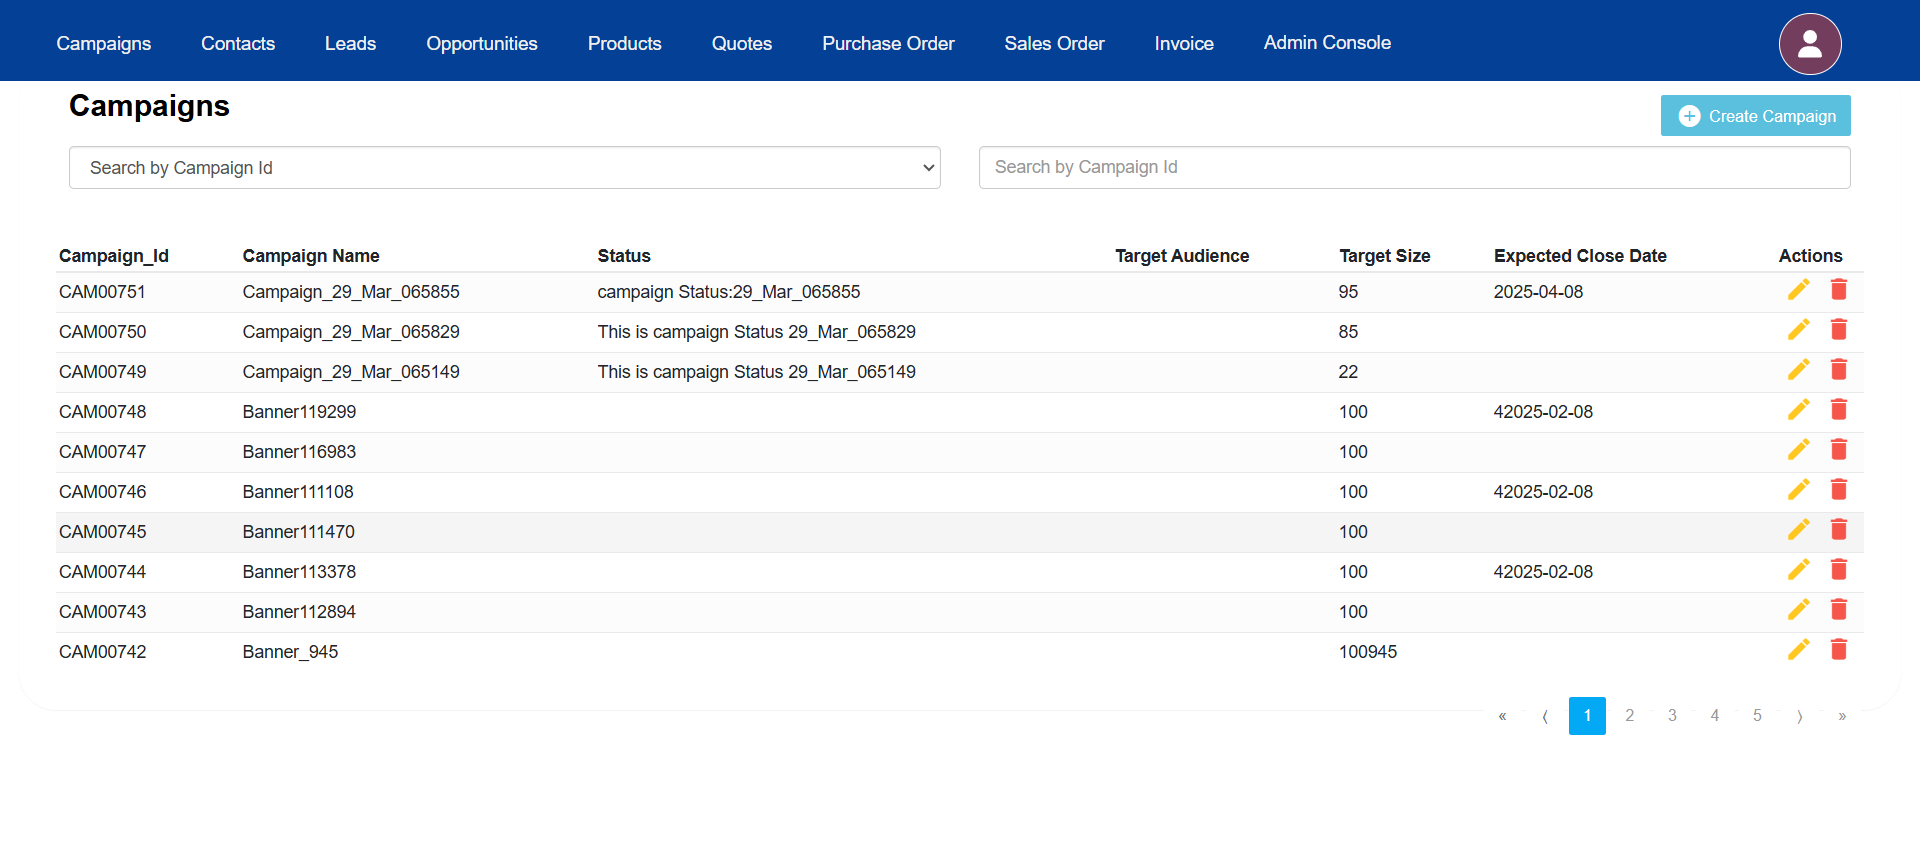 Campaigns Contacts Leads Opportunities Products Quotes Purchase Order Sales Order Invoice Admin Console
Campaigns
Create Campaign
Search by Campaign Id Search by Campaign Id
Campaign_Id Campaign Name Status Target Audience Target Size Expected Close Date Actions
CAM00751 Campaign_29_Mar_065855 campaign Status:29_Mar_065855 95 2025-04-08
CAM00750 Campaign_29_Mar_065829 This is campaign Status 29_Mar_065829 85
CAM00749 Campaign_29_Mar_065149 This is campaign Status 29_Mar_065149 22
CAM00748 Banner119299 100 42025-02-08
CAM00747 Banner116983 100
CAM00746 Banner111108 100 42025-02-08
CAM00745 Banner111470 100
CAM00744 Banner113378 100 42025-02-08
CAM00743 Banner112894 100
CAM00742 Banner_945 100945
« ⟨ 1 2 3 4 5 ⟩ »